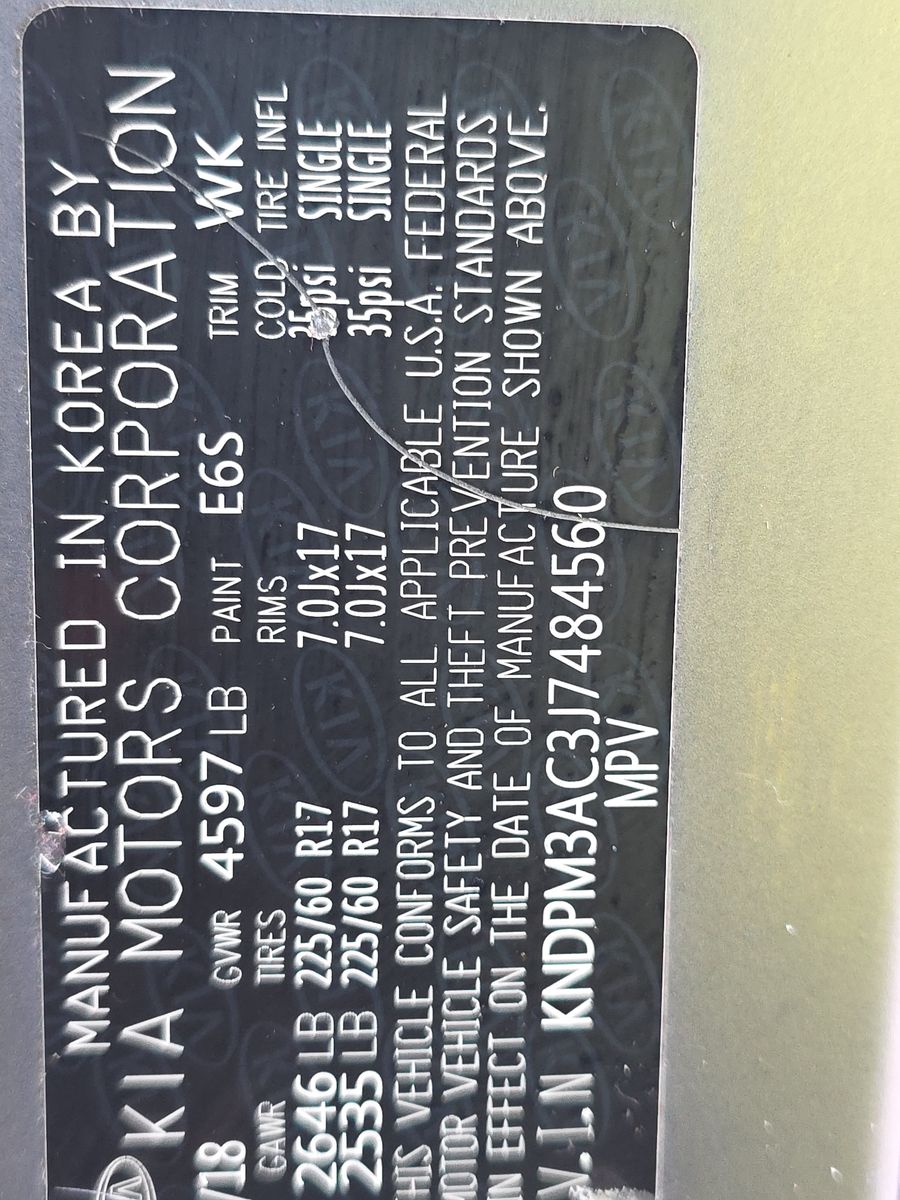 MANUFACTURED IN KOREA BY
KIA KIA MOTORS CORPORATION
/18 GVWR 4597 LB PAINT E6S TRIM WK
GAWR TIRES RIMS COLD TIRE INFL
2646 LB 225/60 R17 7.0Jx17 35psi SINGLE
2535 LB 225/60 R17 7.0Jx17 35psi SINGLE
THIS VEHICLE CONFORMS TO ALL APPLICABLE U.S.A. FEDERAL
MOTOR VEHICLE SAFETY AND THEFT PREVENTION STANDARDS
IN EFFECT ON THE DATE OF MANUFACTURE SHOWN ABOVE.
V.I.N KNDPM3AC3J7484560
MPV